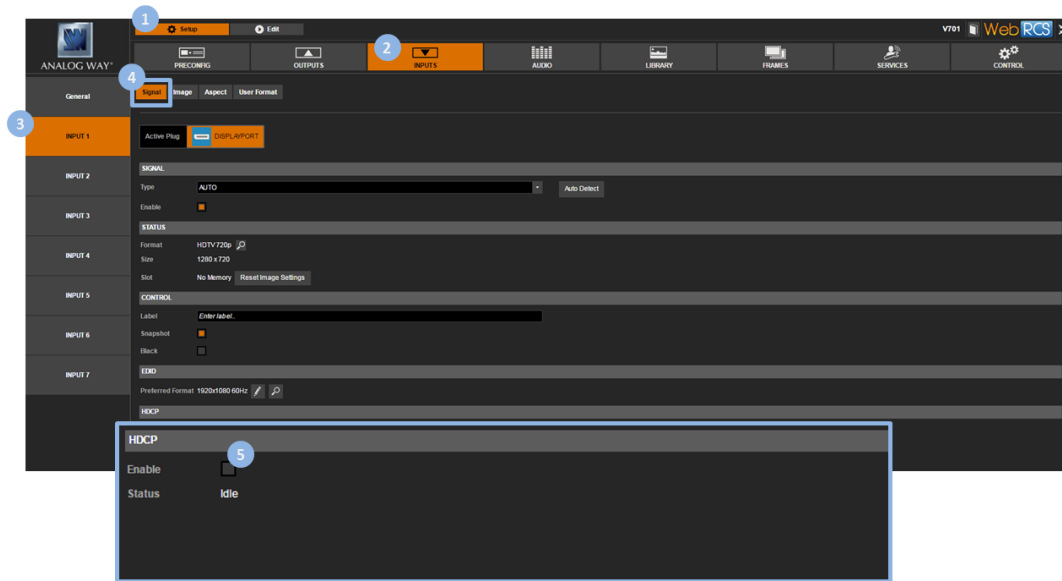 1
Setup
Edit
V701
Web RCS
ANALOG WAY®
PRECONFIG
OUTPUTS
2
INPUTS
AUDIO
LIBRARY
FRAMES
SERVICES
CONTROL
4
General
Signal
Image
Aspect
User Format
3
INPUT 1
Active Plug
DISPLAYPORT
INPUT 2
INPUT 3
INPUT 4
INPUT 5
INPUT 6
INPUT 7
SIGNAL
Type AUTO Auto Detect
Enable
STATUS
Format HDTV 720p
Size 1280 x 720
Slot No Memory Reset Image Settings
CONTROL
Label Enter label..
Snapshot
Black
EDID
Preferred Format 1920x1080 60Hz
HDCP
HDCP
5
Enable
Status Idle